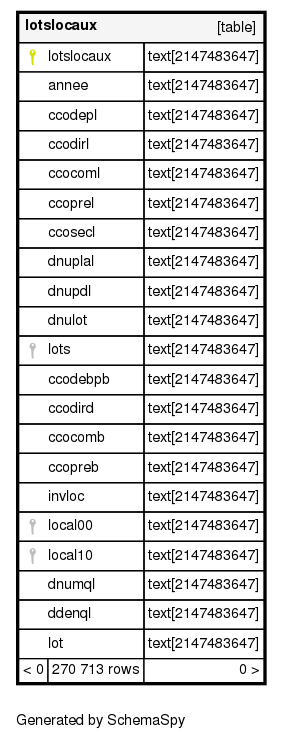 lotslocaux [table]
lotslocaux text[2147483647]
annee text[2147483647]
ccodepl text[2147483647]
ccodirl text[2147483647]
ccocoml text[2147483647]
ccoprel text[2147483647]
ccosecl text[2147483647]
dnuplal text[2147483647]
dnupdl text[2147483647]
dnulot text[2147483647]
lots text[2147483647]
ccodebpb text[2147483647]
ccodird text[2147483647]
ccocomb text[2147483647]
ccopreb text[2147483647]
invloc text[2147483647]
local00 text[2147483647]
local10 text[2147483647]
dnumql text[2147483647]
ddenql text[2147483647]
lot text[2147483647]
< 0 270 713 rows 0 >
Generated by SchemaSpy